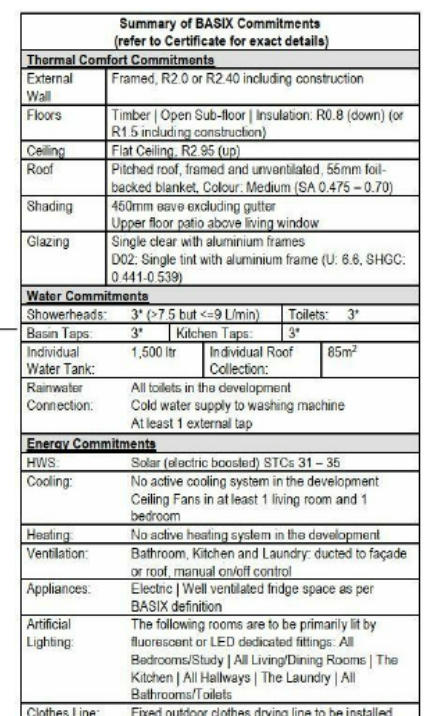 Summary of BASIX Commitments
(refer to Certificate for exact details)
Thermal Comfort Commitments
External Wall Framed, R2.0 or R2.40 including construction
Floors Timber | Open Sub-floor | Insulation: R0.8 (down) (or
R1.5 including construction)
Ceiling Flat Ceiling, R2.95 (up)
Roof Pitched roof, framed and unventilated, 55mm foil-
backed blanket, Colour: Medium (SA 0.475 – 0.70)
Shading 450mm eave excluding gutter
Upper floor patio above living window
Glazing Single clear with aluminium frames
D02: Single tint with aluminium frame (U: 6.6, SHGC:
0.441-0.539)
Water Commitments
Showerheads: 3* (>7.5 but <=9 L/min) Toilets: 3*
Basin Taps: 3* Kitchen Taps: 3*
Individual Water Tank: 1,500 ltr Individual Roof Collection: 85m²
Rainwater Connection: All toilets in the development
Cold water supply to washing machine
At least 1 external tap
Energy Commitments
HWS: Solar (electric boosted) STCs 31 – 35
Cooling: No active cooling system in the development
Ceiling Fans in at least 1 living room and 1
bedroom
Heating: No active heating system in the development
Ventilation: Bathroom, Kitchen and Laundry: ducted to façade
or roof, manual on/off control
Appliances: Electric | Well ventilated fridge space as per
BASIX definition
Artificial Lighting: The following rooms are to be primarily lit by
fluorescent or LED dedicated fittings: All
Bedrooms/Study | All Living/Dining Rooms | The
Kitchen | All Hallways | The Laundry | All
Bathrooms/Toilets
Clothes Line: Fixed outdoor clothes drying line to be installed